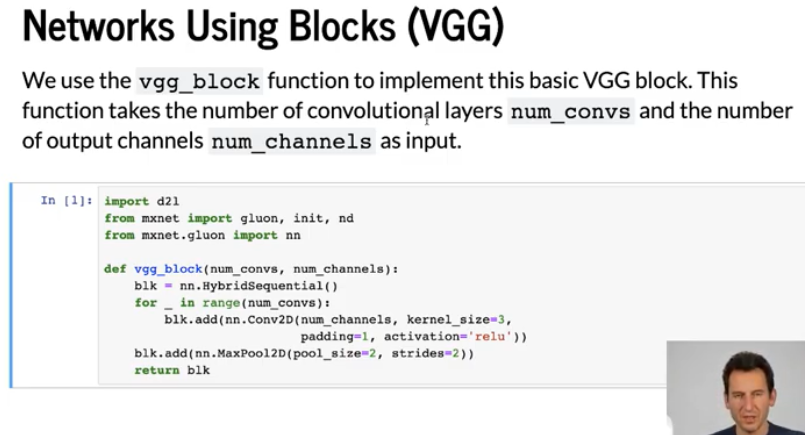 Networks Using Blocks (VGG)
We use the vgg_block function to implement this basic VGG block. This
function takes the number of convolutional layers num_convs and the number
of output channels num_channels as input.
In [1]: import d2l
from mxnet import gluon, init, nd
from mxnet.gluon import nn
def vgg_block(num_convs, num_channels):
blk = nn.HybridSequential()
for _ in range(num_convs):
blk.add(nn.Conv2D(num_channels, kernel_size=3,
padding=1, activation='relu'))
blk.add(nn.MaxPool2D(pool_size=2, strides=2))
return blk